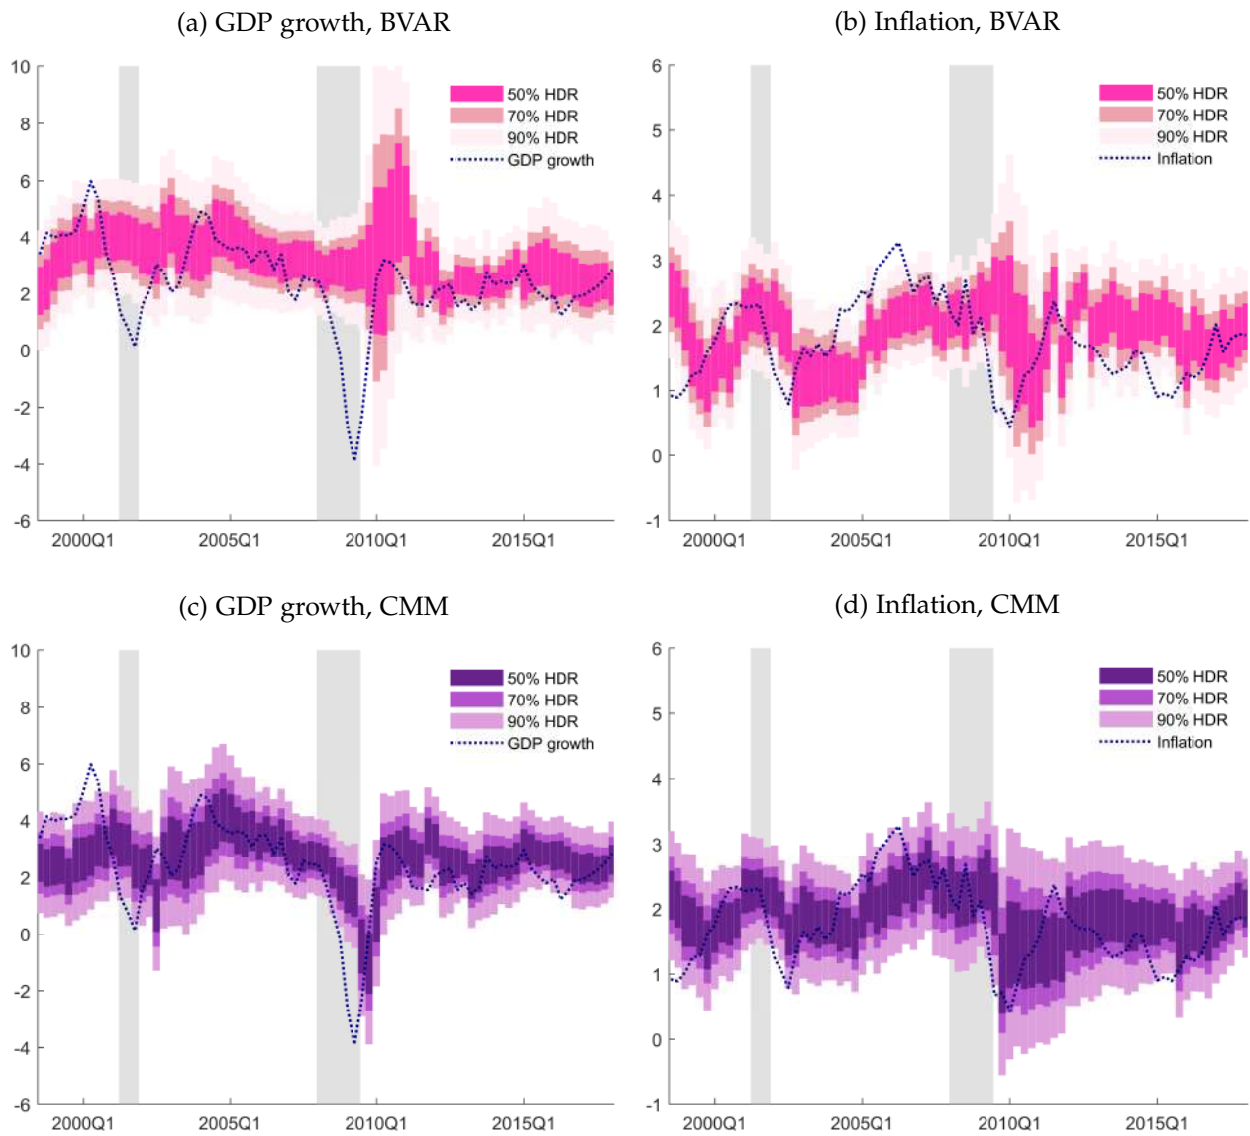 (a) GDP growth, BVAR
10
8
6
4
2
0
-2
-4
-6
2000Q1
2005Q1
2010Q1
2015Q1
50% HDR
70% HDR
90% HDR
GDP growth
(b) Inflation, BVAR
6
5
4
3
2
1
0
-1
2000Q1
2005Q1
2010Q1
2015Q1
50% HDR
70% HDR
90% HDR
Inflation
(c) GDP growth, CMM
10
8
6
4
2
0
-2
-4
-6
2000Q1
2005Q1
2010Q1
2015Q1
50% HDR
70% HDR
90% HDR
GDP growth
(d) Inflation, CMM
6
5
4
3
2
1
0
-1
2000Q1
2005Q1
2010Q1
2015Q1
50% HDR
70% HDR
90% HDR
Inflation